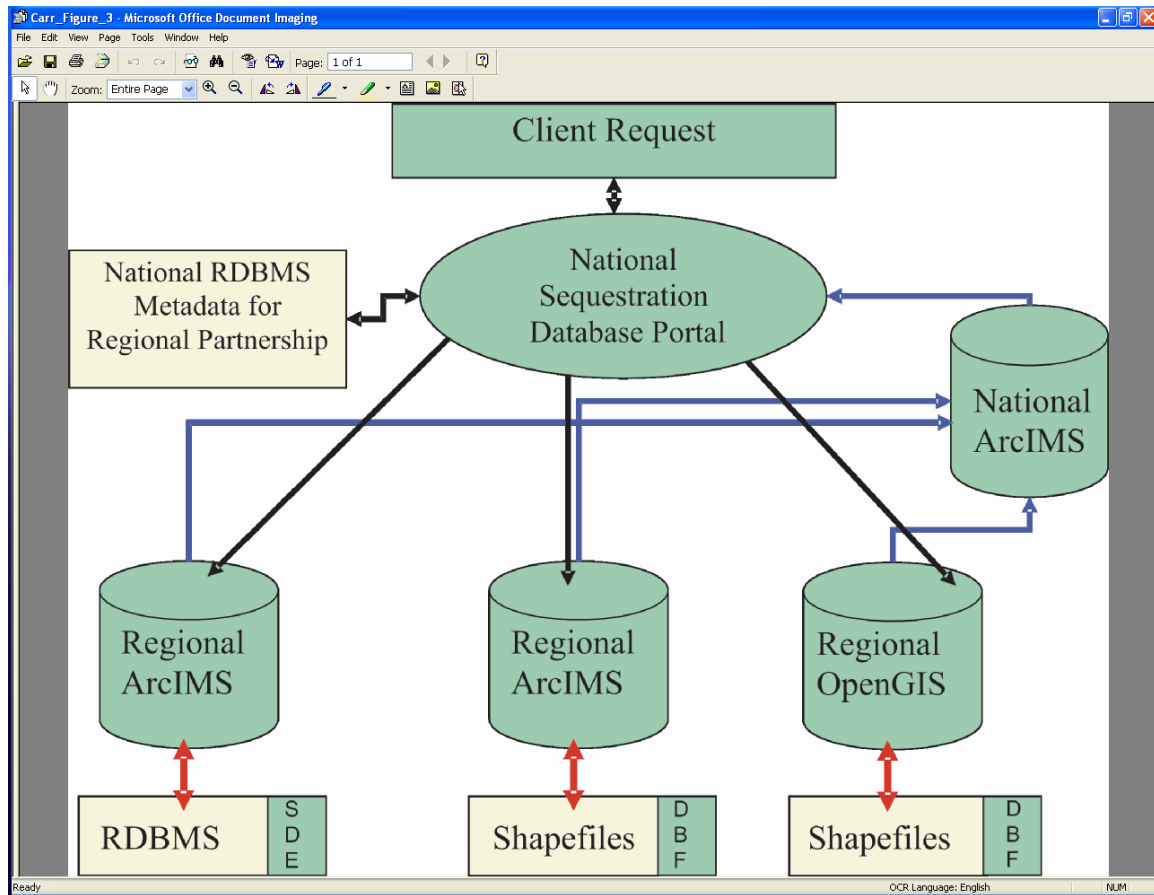 Carr_Figure_3 - Microsoft Office Document Imaging
File Edit View Page Tools Window Help
Page: 1 of 1
Zoom: Entire Page
Client Request
National
Sequestration
Database Portal
National RDBMS
Metadata for
Regional Partnership
National
ArcIMS
Regional
ArcIMS
Regional
ArcIMS
Regional
OpenGIS
RDBMS
S
D
E
Shapefiles
D
B
F
Shapefiles
D
B
F
Ready OCR Language: English NUM